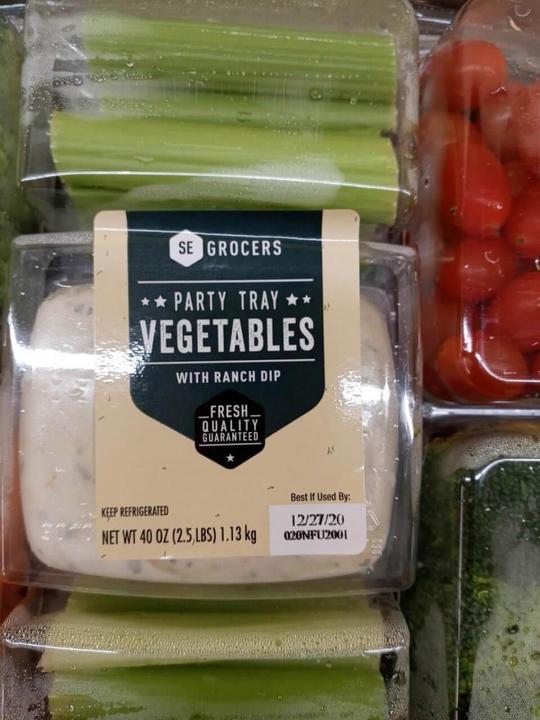 SE GROCERS
PARTY TRAY
VEGETABLES
WITH RANCH DIP
FRESH
QUALITY
GUARANTEED
Best If Used By:
12/27/20
020NFU2001
KEEP REFRIGERATED
NET WT 40 OZ (2.5 LBS) 1.13 kg